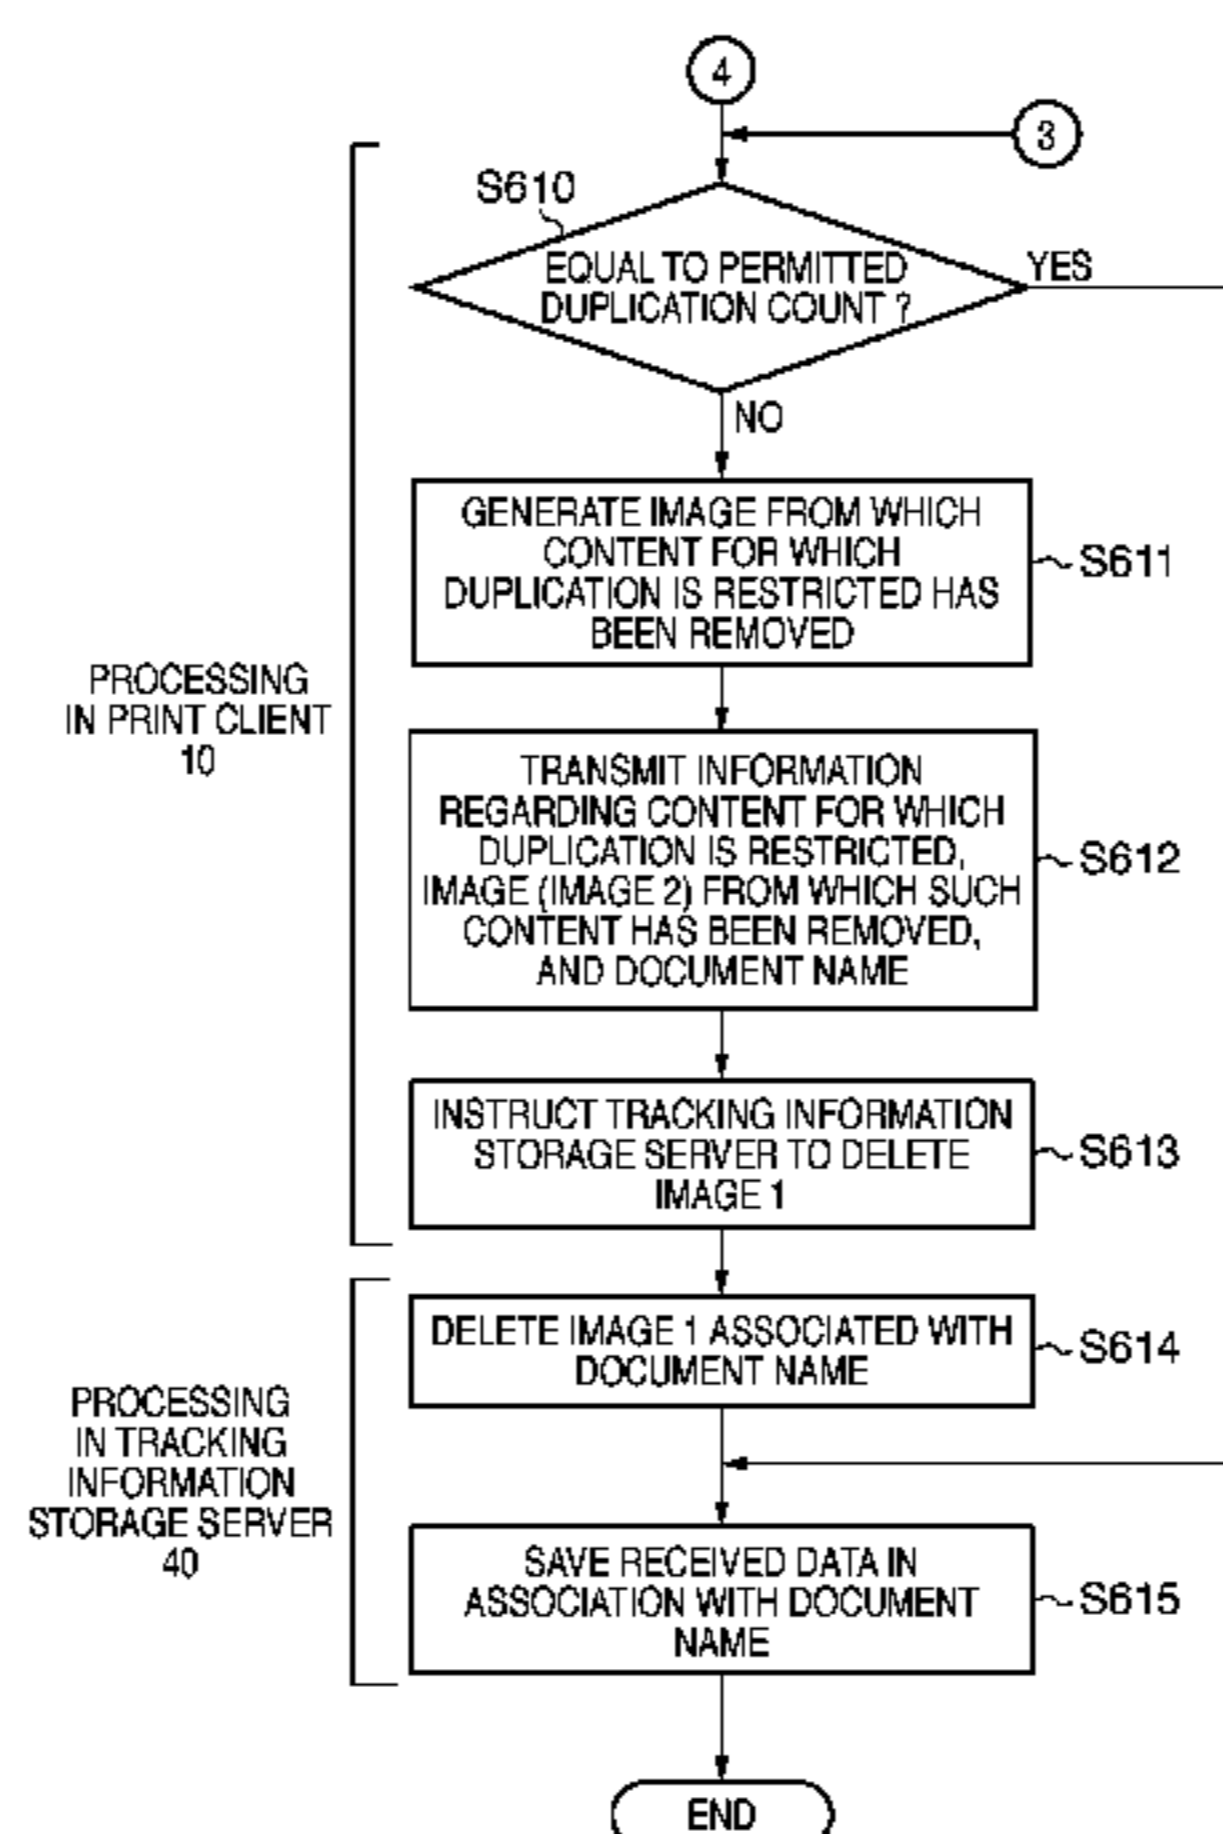 4
3
S610
EQUAL TO PERMITTED
DUPLICATION COUNT ?
YES
NO
GENERATE IMAGE FROM WHICH
CONTENT FOR WHICH
DUPLICATION IS RESTRICTED HAS
BEEN REMOVED
S611
PROCESSING
IN PRINT CLIENT
10
TRANSMIT INFORMATION
REGARDING CONTENT FOR WHICH
DUPLICATION IS RESTRICTED,
IMAGE (IMAGE 2) FROM WHICH SUCH
CONTENT HAS BEEN REMOVED,
AND DOCUMENT NAME
S612
INSTRUCT TRACKING INFORMATION
STORAGE SERVER TO DELETE
IMAGE 1
S613
DELETE IMAGE 1 ASSOCIATED WITH
DOCUMENT NAME
S614
PROCESSING
IN TRACKING
INFORMATION
STORAGE SERVER
40
SAVE RECEIVED DATA IN
ASSOCIATION WITH DOCUMENT
NAME
S615
END